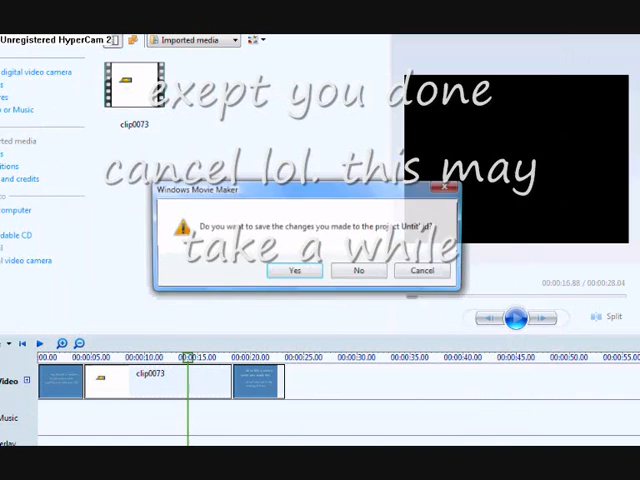 Unregistered HyperCam 2
Imported media
digital video camera
or Music
clip0073
exept you done
cancel lol. this may
take a while
and credits
Windows Movie Maker
Do you want to save the changes you made to the project
Yes
No
Cancel
dable CD
al video camera
00:00:16.88 / 00:00:28.04
Split
00.00 00:00:05.00 00:00:10.00 00:00:15.00 00:00:20.00 00:00:25.00 00:00:30.00 00:00:35.00 00:00:40.00 00:00:45.00 00:00:50.00 00:00:55.00
Video
clip0073
Music